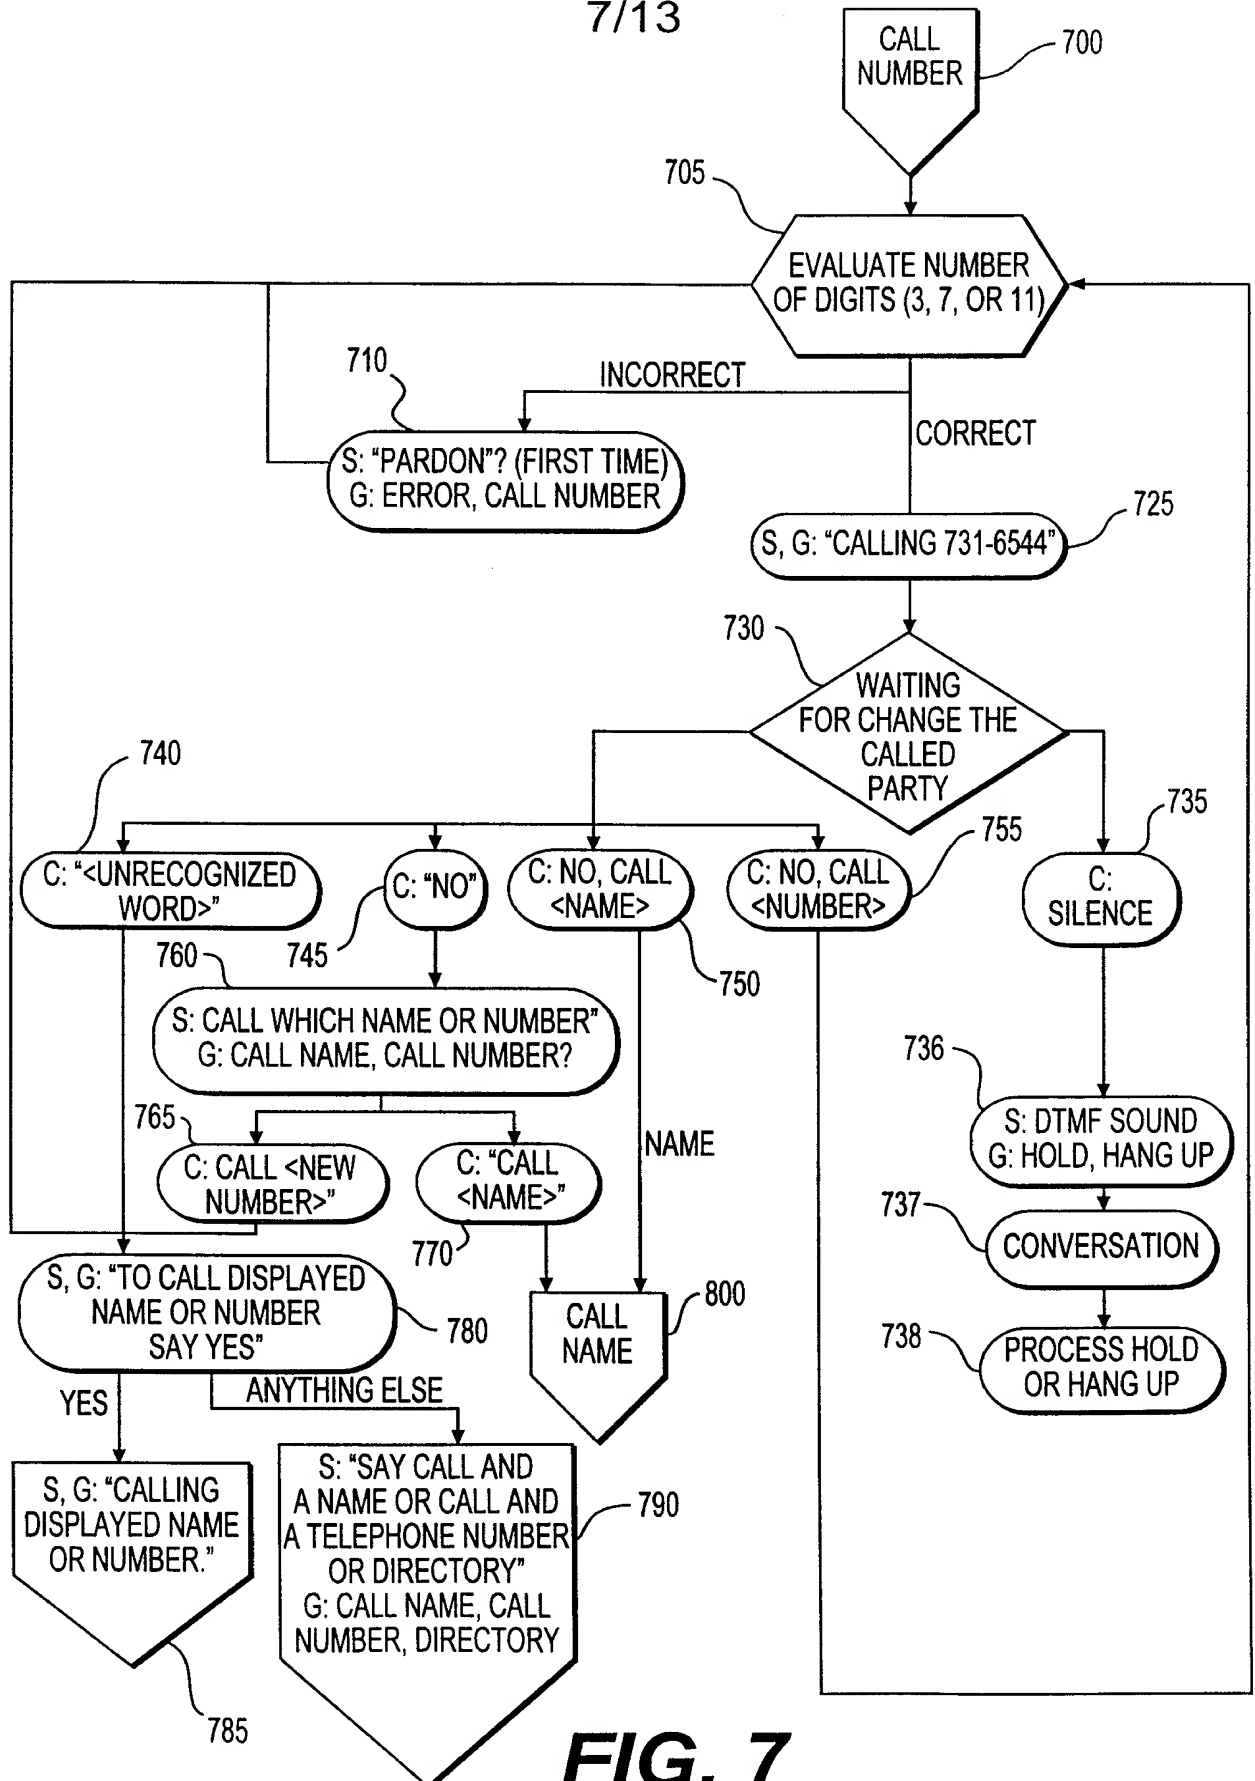 7/13
CALL
NUMBER
700
705
EVALUATE NUMBER
OF DIGITS (3, 7, OR 11)
710
INCORRECT
CORRECT
S: “PARDON”? (FIRST TIME)
G: ERROR, CALL NUMBER
725
S, G: “CALLING 731-6544”
730
WAITING
FOR CHANGE THE
CALLED
PARTY
740
735
755
C: “<UNRECOGNIZED
WORD>”
C: “NO”
C: NO, CALL
<NAME>
C: NO, CALL
<NUMBER>
C:
SILENCE
745
750
760
S: CALL WHICH NAME OR NUMBER”
G: CALL NAME, CALL NUMBER?
736
S: DTMF SOUND
G: HOLD, HANG UP
765
NAME
C: CALL <NEW
NUMBER>”
C: “CALL
<NAME>”
770
737
CONVERSATION
S, G: “TO CALL DISPLAYED
NAME OR NUMBER
SAY YES”
780
CALL
NAME
800
738
PROCESS HOLD
OR HANG UP
YES
ANYTHING ELSE
S, G: “CALLING
DISPLAYED NAME
OR NUMBER.”
785
S: “SAY CALL AND
A NAME OR CALL AND
A TELEPHONE NUMBER
OR DIRECTORY”
G: CALL NAME, CALL
NUMBER, DIRECTORY
790
FIG. 7